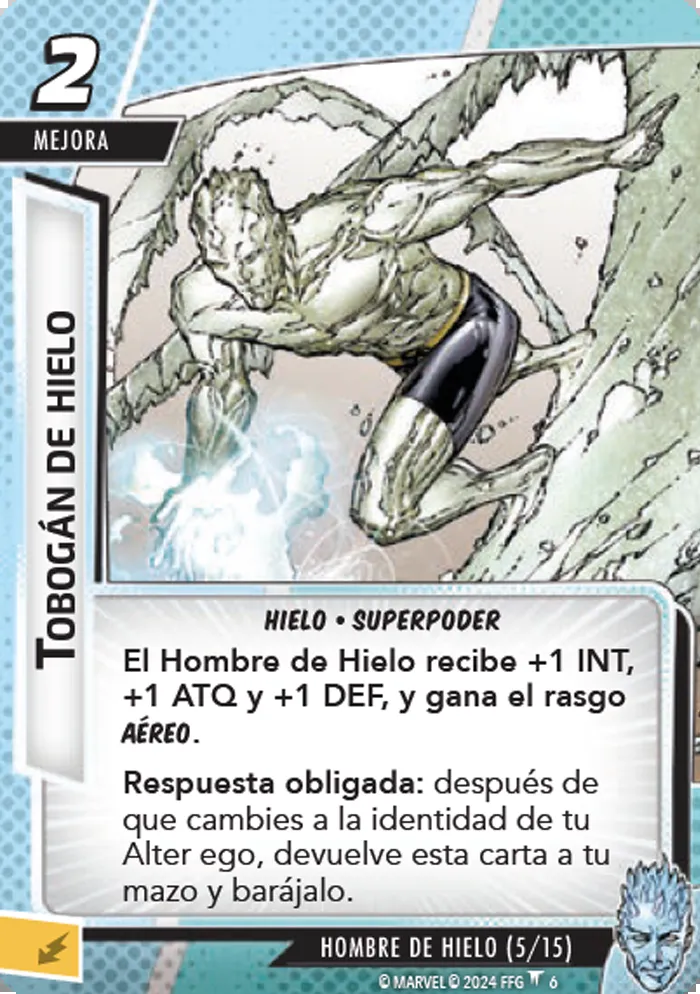 2
MEJORA
TOBOGÁN DE HIELO
HIELO • SUPERPODER
El Hombre de Hielo recibe +1 INT,
+1 ATQ y +1 DEF, y gana el rasgo
AÉREO.
Respuesta obligada: después de
que cambies a la identidad de tu
Alter ego, devuelve esta carta a tu
mazo y barájalo.
HOMBRE DE HIELO (5/15)
© MARVEL © 2024 FFG 6